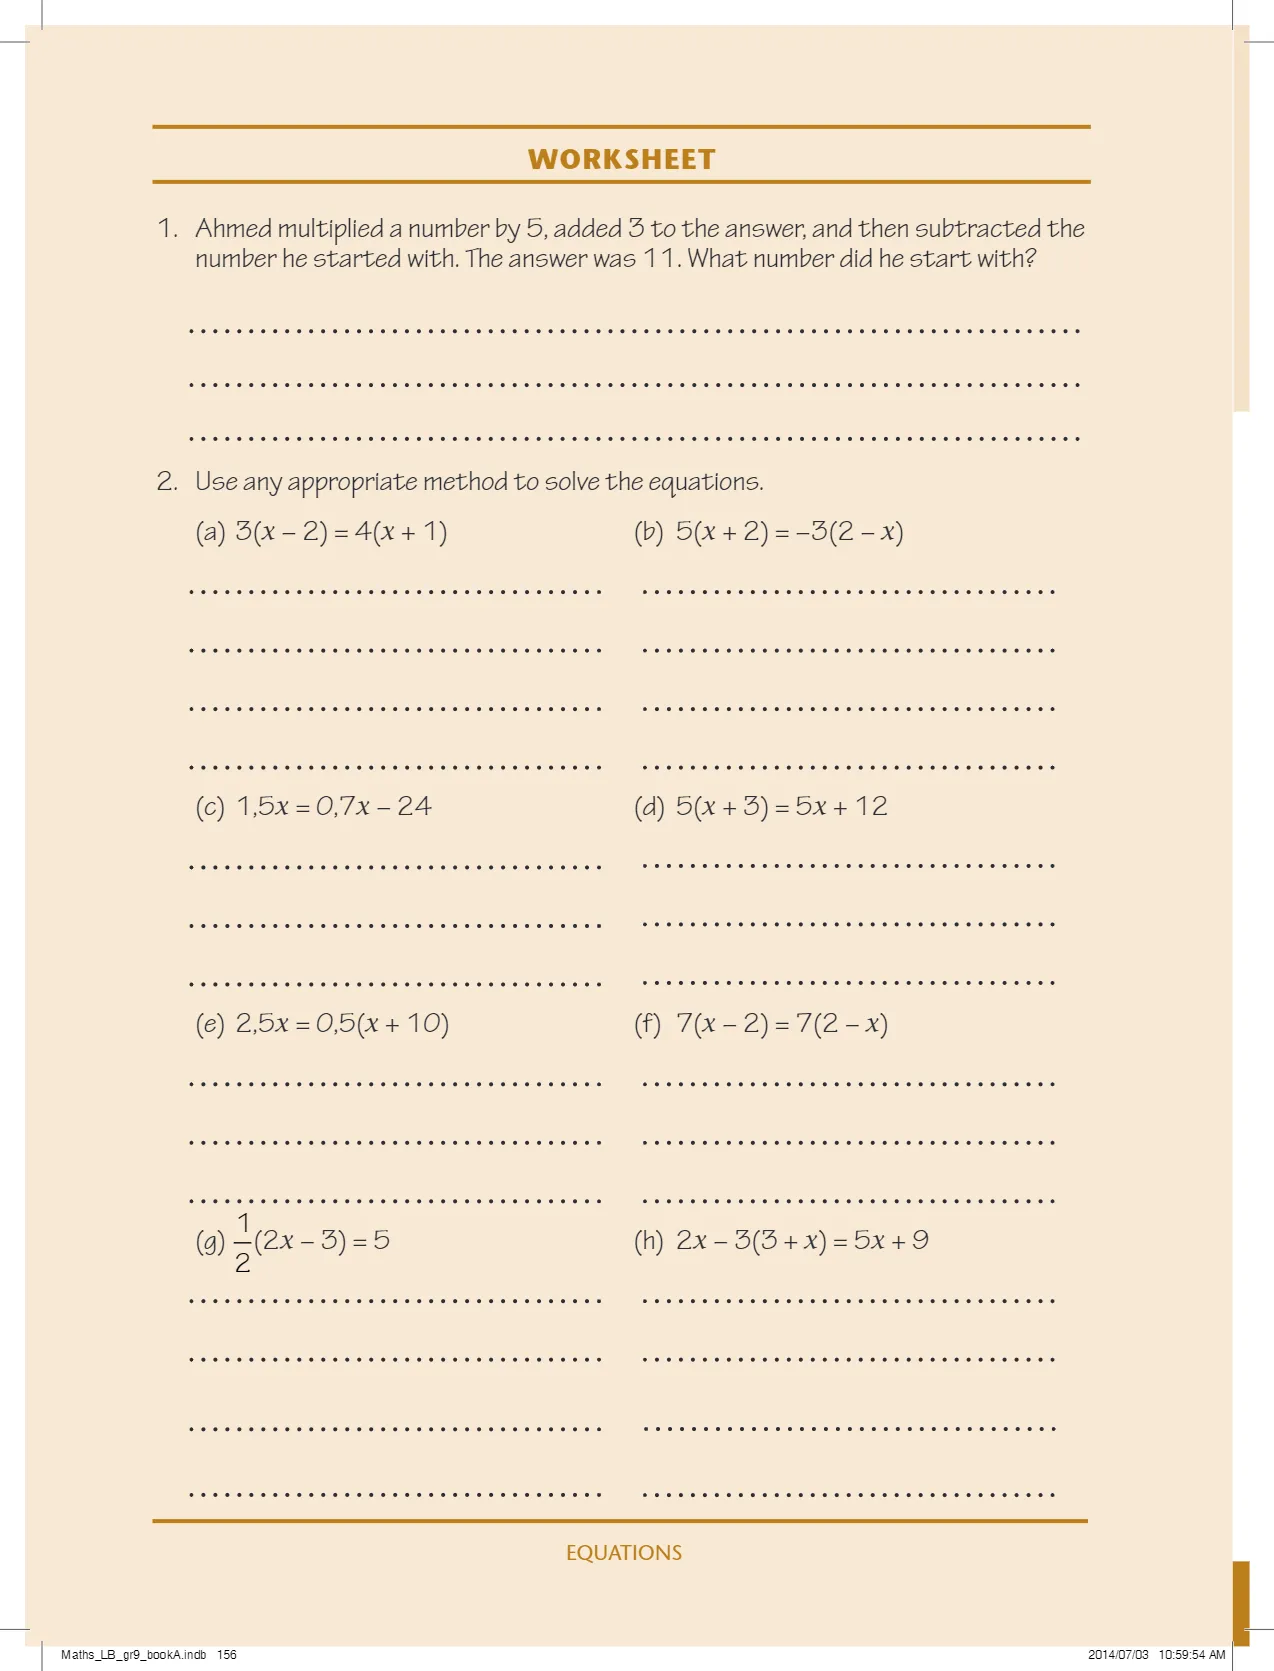 WORKSHEET
1. Ahmed multiplied a number by 5, added 3 to the answer, and then subtracted the
number he started with. The answer was 11. What number did he start with?
2. Use any appropriate method to solve the equations.
(a) 3(x – 2) = 4(x + 1)
(b) 5(x + 2) = –3(2 – x)
(c) 1,5x = 0,7x – 24
(d) 5(x + 3) = 5x + 12
(e) 2,5x = 0,5(x + 10)
(f) 7(x – 2) = 7(2 – x)
(g) 1/2(2x – 3) = 5
(h) 2x – 3(3 + x) = 5x + 9
EQUATIONS
Maths_LB_gr9_bookA.indb 156
2014/07/03 10:59:54 AM